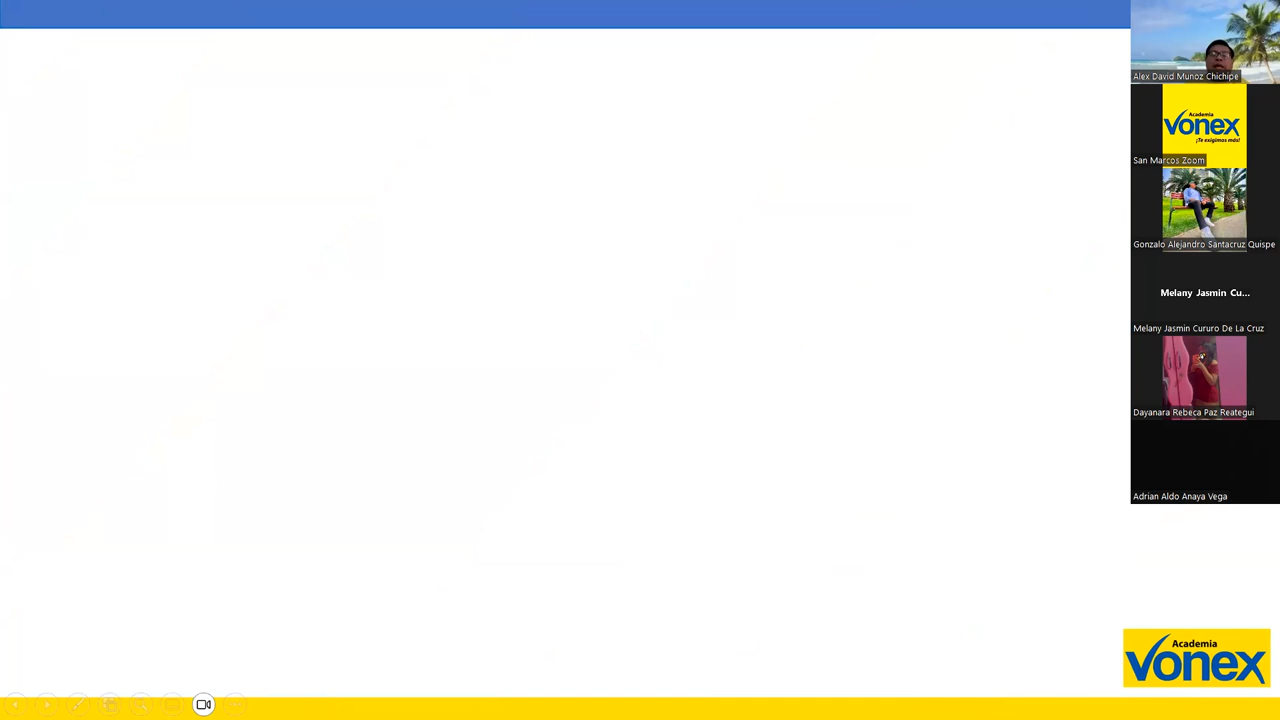 Alex David Munoz Chichipe
Academia
vonex
¡Te exigimos más!
San Marcos Zoom
Gonzalo Alejandro Santacruz Quispe
Melany Jasmin Cu...
Melany Jasmin Cururo De La Cruz
Dayanara Rebeca Paz Reategui
Adrian Aldo Anaya Vega
Academia
vonex